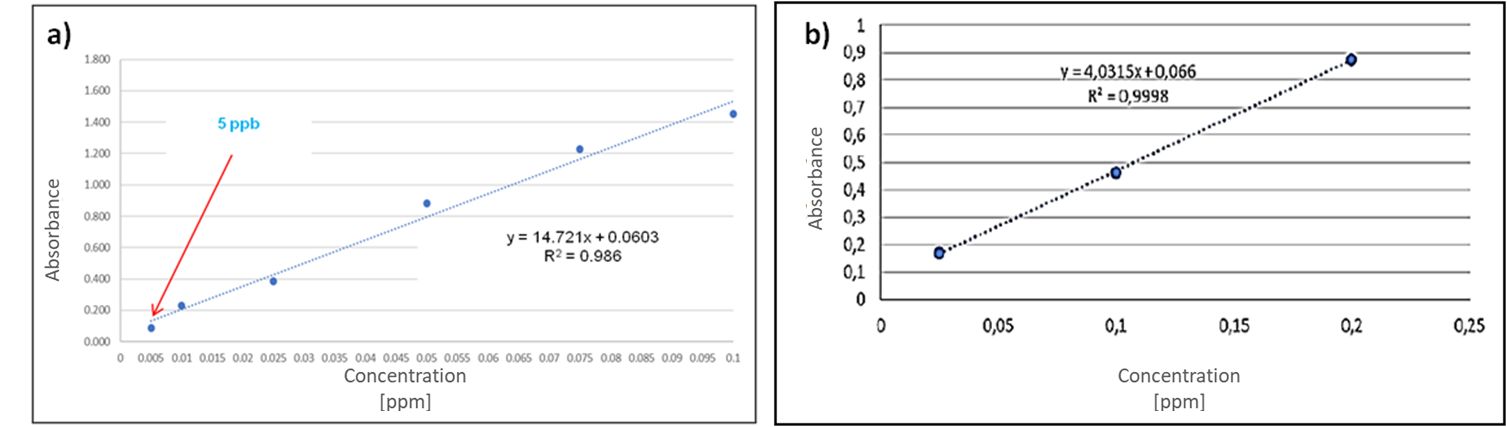 a)
1.800
1.600
1.400
1.200
1.000
0.800
0.600
0.400
0.200
0.000
5 ppb
y = 14.721x + 0.0603
R² = 0.986
Absorbance
0 0.005 0.01 0.015 0.02 0.025 0.03 0.035 0.04 0.045 0.05 0.055 0.06 0.065 0.07 0.075 0.08 0.085 0.09 0.095 0.1
Concentration
[ppm]
b)
1
0,9
0,8
0,7
0,6
0,5
0,4
0,3
0,2
0,1
0
y = 4,0315x+0,066
R² = 0,9998
Absorbance
0 0,05 0,1 0,15 0,2 0,25
Concentration
[ppm]